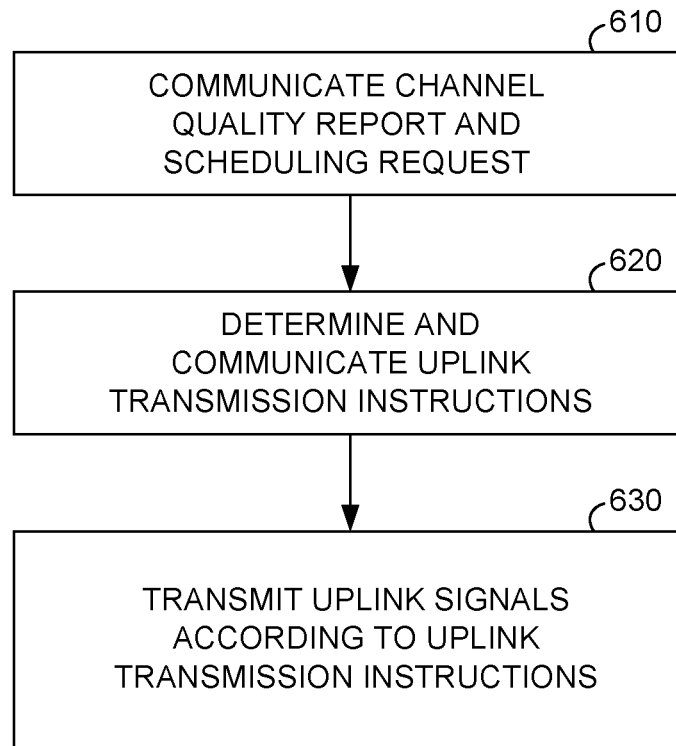 610
COMMUNICATE CHANNEL
QUALITY REPORT AND
SCHEDULING REQUEST
620
DETERMINE AND
COMMUNICATE UPLINK
TRANSMISSION INSTRUCTIONS
630
TRANSMIT UPLINK SIGNALS
ACCORDING TO UPLINK
TRANSMISSION INSTRUCTIONS